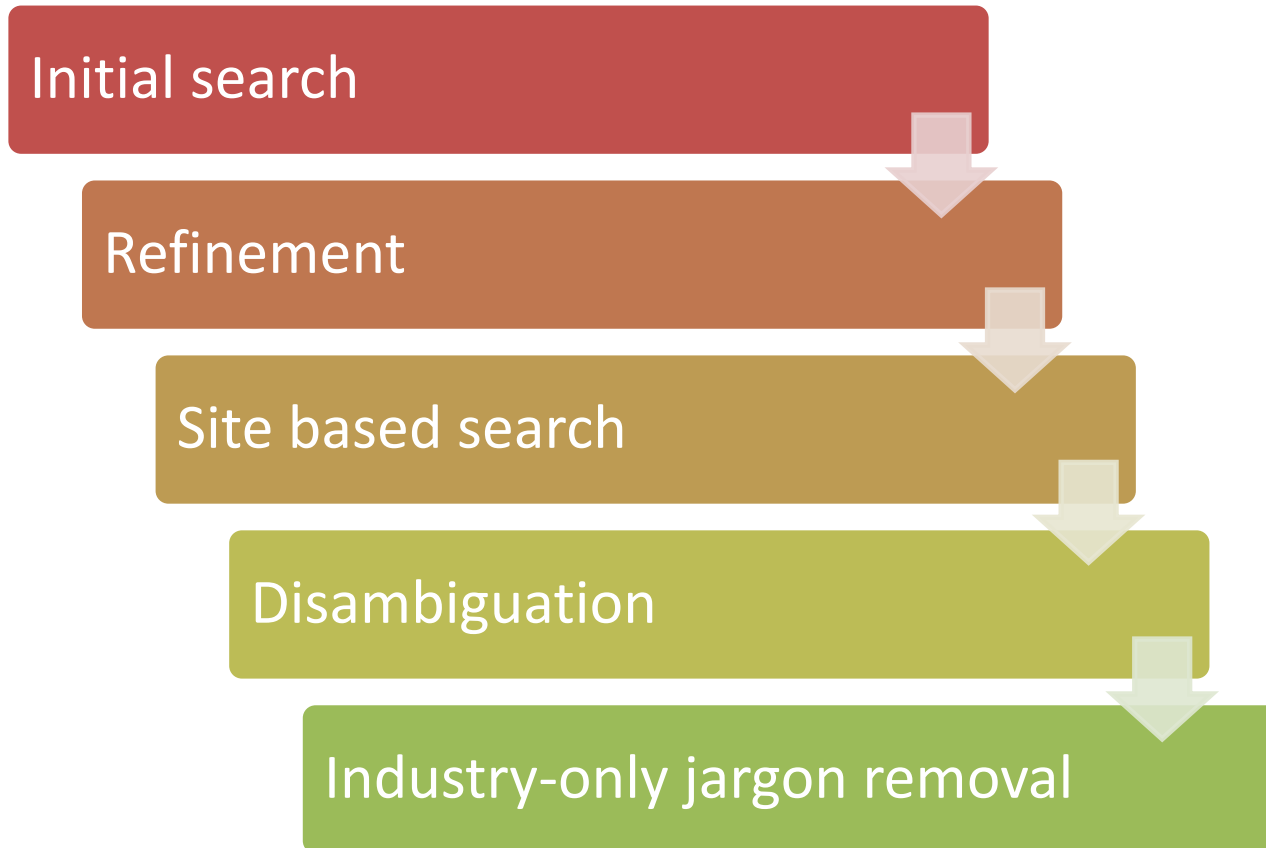 Initial search
Refinement
Site based search
Disambiguation
Industry-only jargon removal